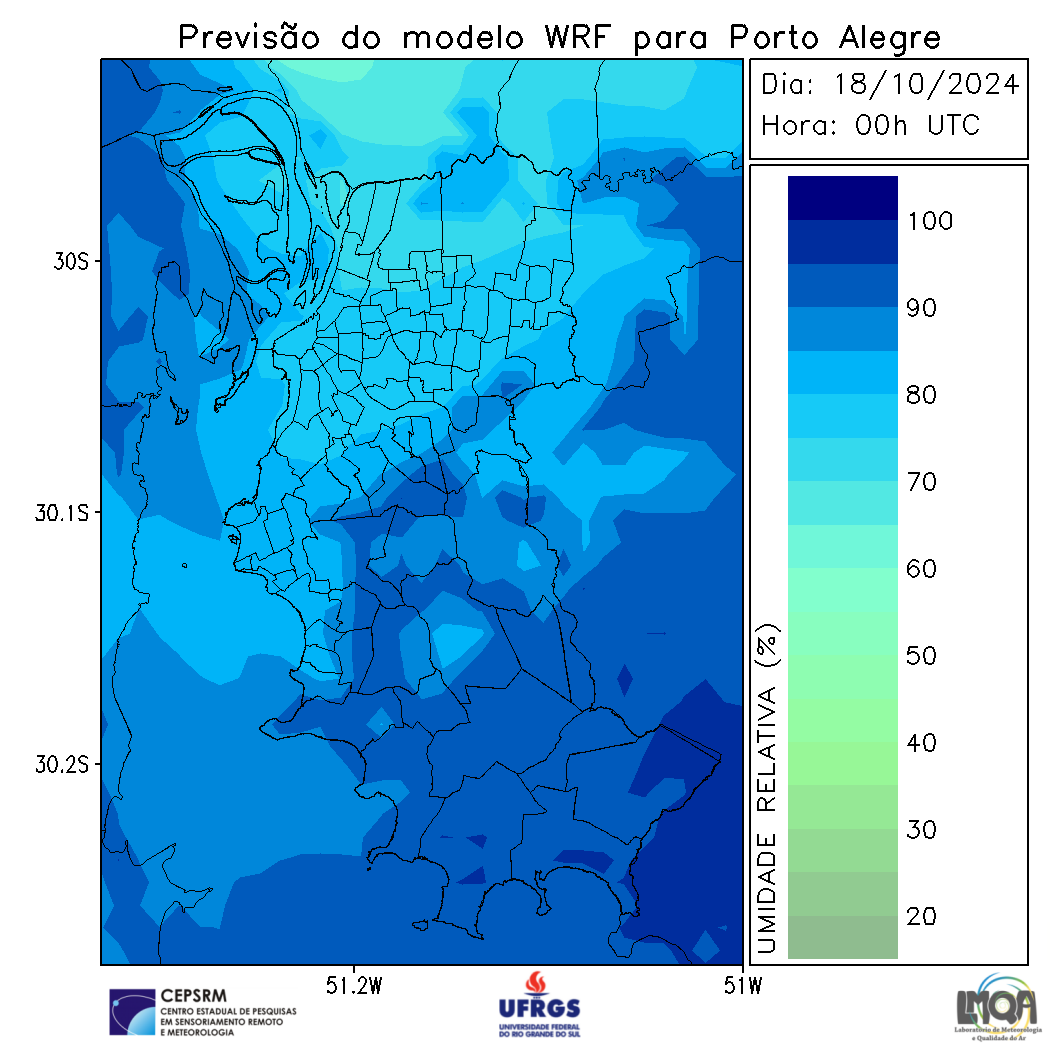 Previsão do modelo WRF para Porto Alegre
Dia: 18/10/2024
Hora: 00h UTC
30S
30.1S
30.2S
51.2W
51W
UMIDADE RELATIVA (%)
100
90
80
70
60
50
40
30
20
CEPSRM
CENTRO ESTADUAL DE PESQUISAS
EM SENSORIAMENTO REMOTO
E METEOROLOGIA
UFRGS
UNIVERSIDADE FEDERAL
DO RIO GRANDE DO SUL
LMQA
Laboratório de Meteorologia
e Qualidade do Ar